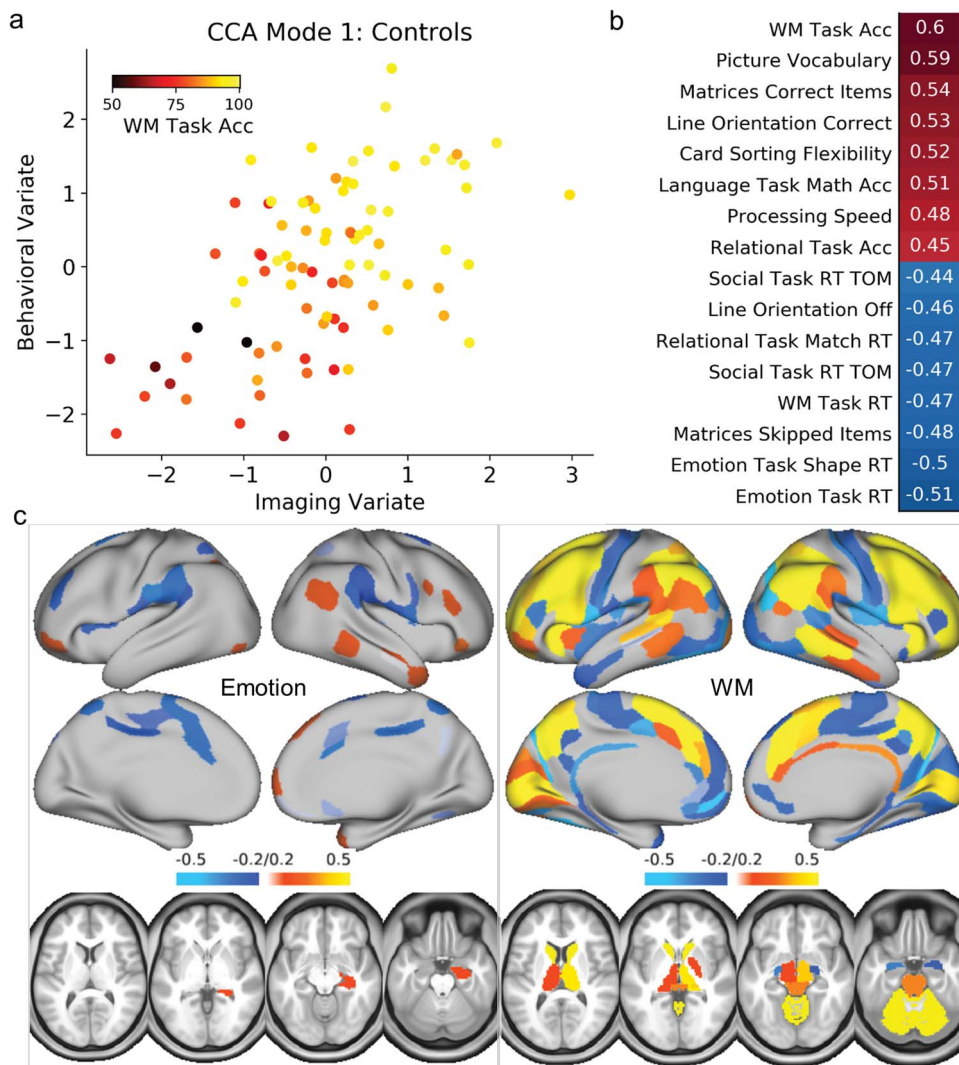 a
CCA Mode 1: Controls
50 75 100
WM Task Acc
2
1
0
−1
−2
Behavioral Variate
−2 −1 0 1 2 3
Imaging Variate
b
WM Task Acc 0.6
Picture Vocabulary 0.59
Matrices Correct Items 0.54
Line Orientation Correct 0.53
Card Sorting Flexibility 0.52
Language Task Math Acc 0.51
Processing Speed 0.48
Relational Task Acc 0.45
Social Task RT TOM -0.44
Line Orientation Off -0.46
Relational Task Match RT -0.47
Social Task RT TOM -0.47
WM Task RT -0.47
Matrices Skipped Items -0.48
Emotion Task Shape RT -0.5
Emotion Task RT -0.51
c
Emotion WM
-0.5 -0.2/0.2 0.5 -0.5 -0.2/0.2 0.5